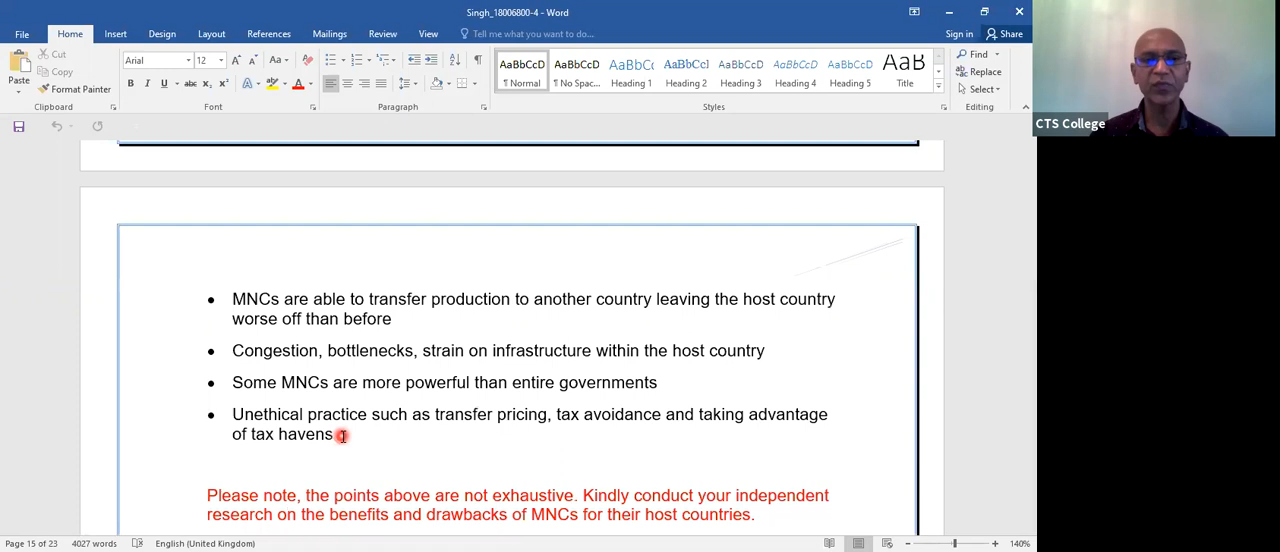 Singh_18006800-4 - Word
File Home Insert Design Layout References Mailings Review View Tell me what you want to do... Sign in Share
Cut
Copy
Paste
Format Painter
Arial 12 Aa
B I U abc x₂ x²
AaBbCcD AaBbCcD AaBbC AaBbCcD AaBbCcD AaBbCcD AaBbCcD AaB
¶ Normal ¶ No Spac... Heading 1 Heading 2 Heading 3 Heading 4 Heading 5 Title
Find
Replace
Select
Clipboard Font Paragraph Styles Editing
CTS College
• MNCs are able to transfer production to another country leaving the host country
worse off than before
• Congestion, bottlenecks, strain on infrastructure within the host country
• Some MNCs are more powerful than entire governments
• Unethical practice such as transfer pricing, tax avoidance and taking advantage
of tax havens
Please note, the points above are not exhaustive. Kindly conduct your independent
research on the benefits and drawbacks of MNCs for their host countries.
Page 15 of 23 4027 words English (United Kingdom) 140%